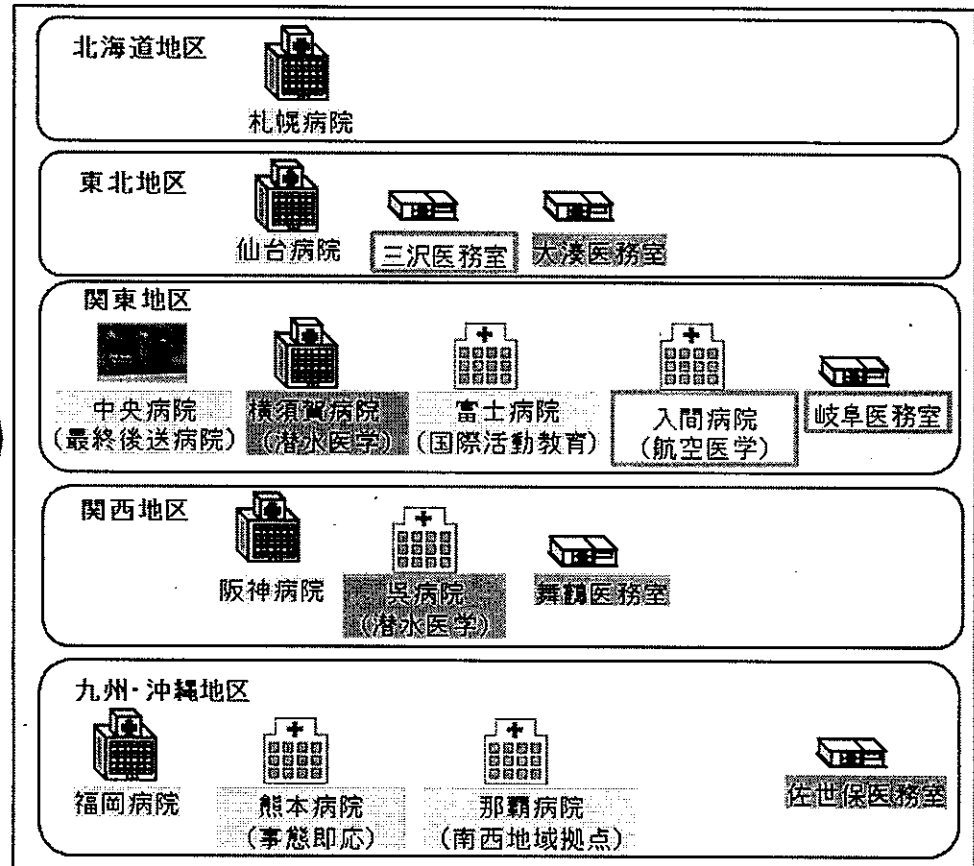 北海道地区
札幌病院
東北地区
仙台病院
三沢医務室
大湊医務室
関東地区
中央病院
(最終後送病院)
横須賀病院
(潜水医学)
富士病院
(国際活動教育)
入間病院
(航空医学)
岐阜医務室
関西地区
阪神病院
呉病院
(潜水医学)
舞鶴医務室
九州・沖縄地区
福岡病院
熊本病院
(事態即応)
那覇病院
(南西地域拠点)
佐世保医務室